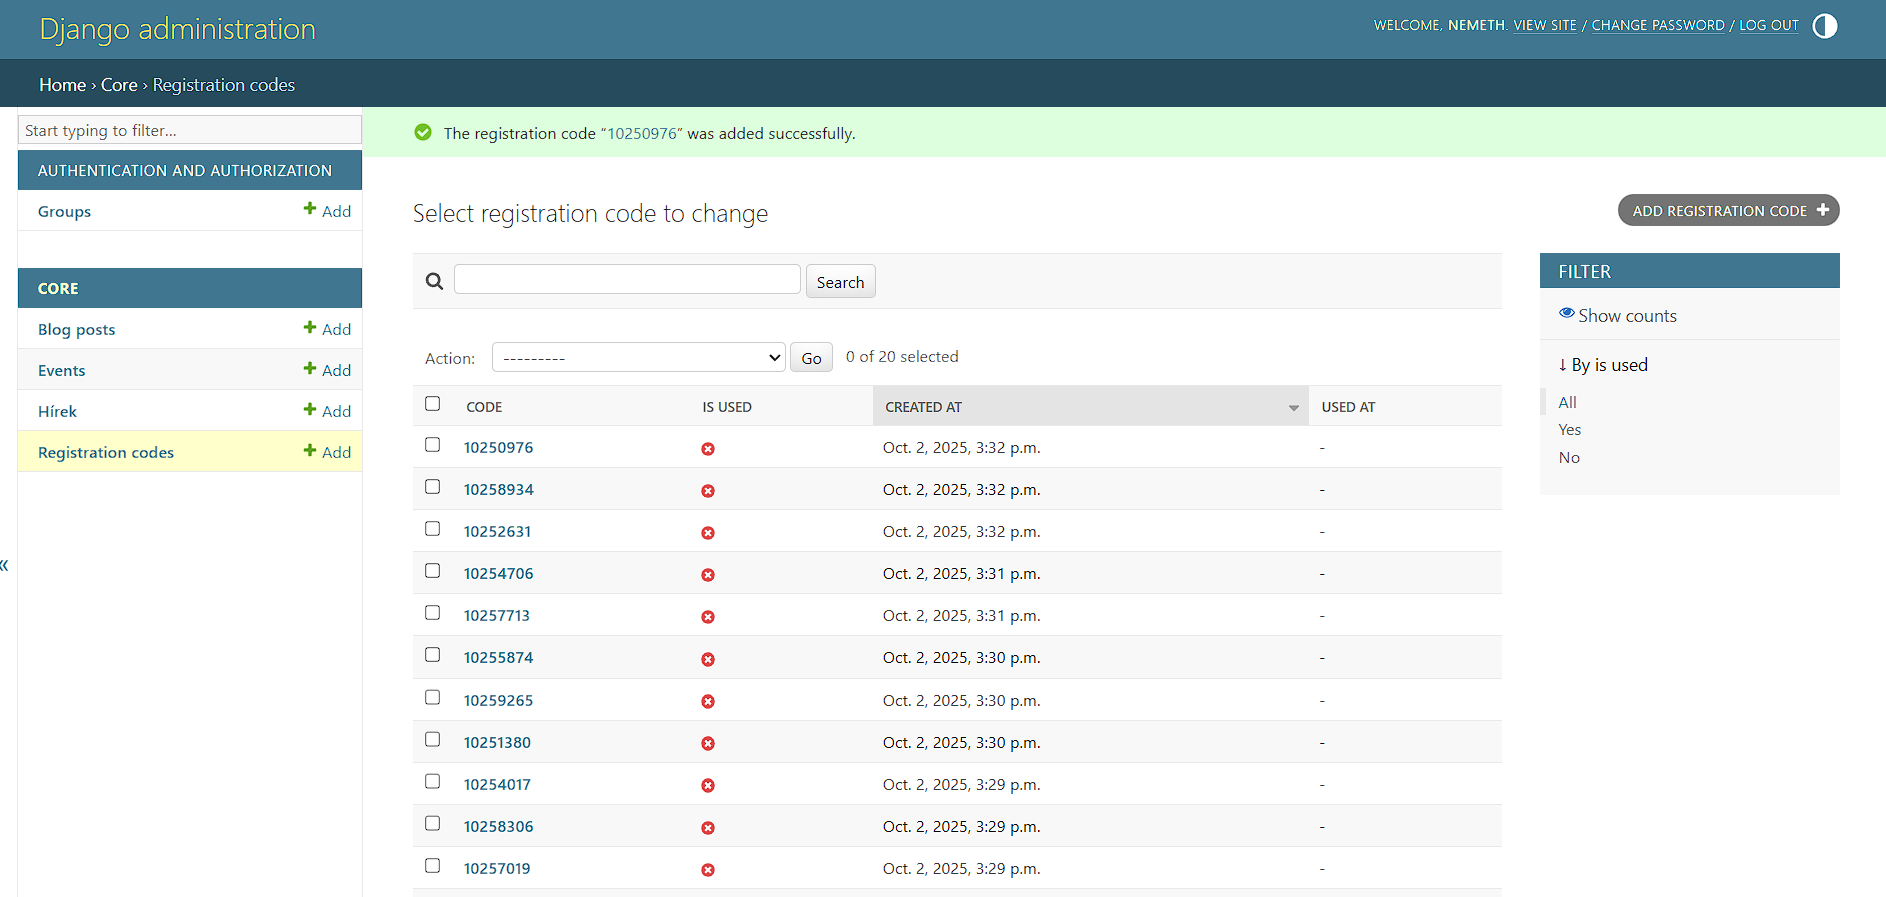 Django administration
WELCOME, NEMETH. VIEW SITE / CHANGE PASSWORD / LOG OUT
Home › Core › Registration codes
Start typing to filter...
The registration code “10250976” was added successfully.
AUTHENTICATION AND AUTHORIZATION
Groups + Add
CORE
Blog posts + Add
Events + Add
Hírek + Add
Registration codes + Add
«
Select registration code to change
ADD REGISTRATION CODE +
Search
Action: --------- Go 0 of 20 selected
CODE IS USED CREATED AT USED AT
10250976 Oct. 2, 2025, 3:32 p.m. -
10258934 Oct. 2, 2025, 3:32 p.m. -
10252631 Oct. 2, 2025, 3:32 p.m. -
10254706 Oct. 2, 2025, 3:31 p.m. -
10257713 Oct. 2, 2025, 3:31 p.m. -
10255874 Oct. 2, 2025, 3:30 p.m. -
10259265 Oct. 2, 2025, 3:30 p.m. -
10251380 Oct. 2, 2025, 3:30 p.m. -
10254017 Oct. 2, 2025, 3:29 p.m. -
10258306 Oct. 2, 2025, 3:29 p.m. -
10257019 Oct. 2, 2025, 3:29 p.m. -
FILTER
Show counts
↓ By is used
All
Yes
No